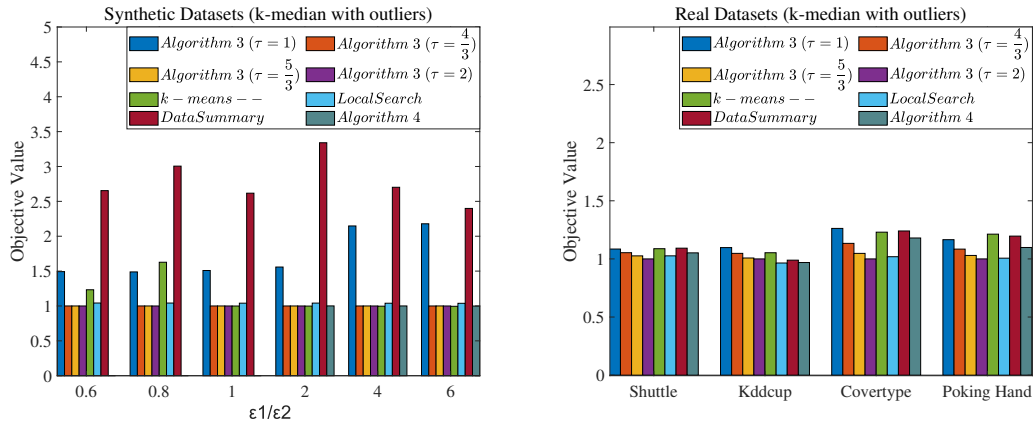 Synthetic Datasets (k-median with outliers)
Objective Value
5
4.5
4
3.5
3
2.5
2
1.5
1
0.5
0
Algorithm 3 (τ = 1)
Algorithm 3 (τ = 4/3)
Algorithm 3 (τ = 5/3)
Algorithm 3 (τ = 2)
k − means − −
LocalSearch
DataSummary
Algorithm 4
0.6 0.8 1 2 4 6
ε1/ε2
Real Datasets (k-median with outliers)
Objective Value
2.5
2
1.5
1
0.5
0
Algorithm 3 (τ = 1)
Algorithm 3 (τ = 4/3)
Algorithm 3 (τ = 5/3)
Algorithm 3 (τ = 2)
k − means − −
LocalSearch
DataSummary
Algorithm 4
Shuttle Kddcup Covertype Poking Hand